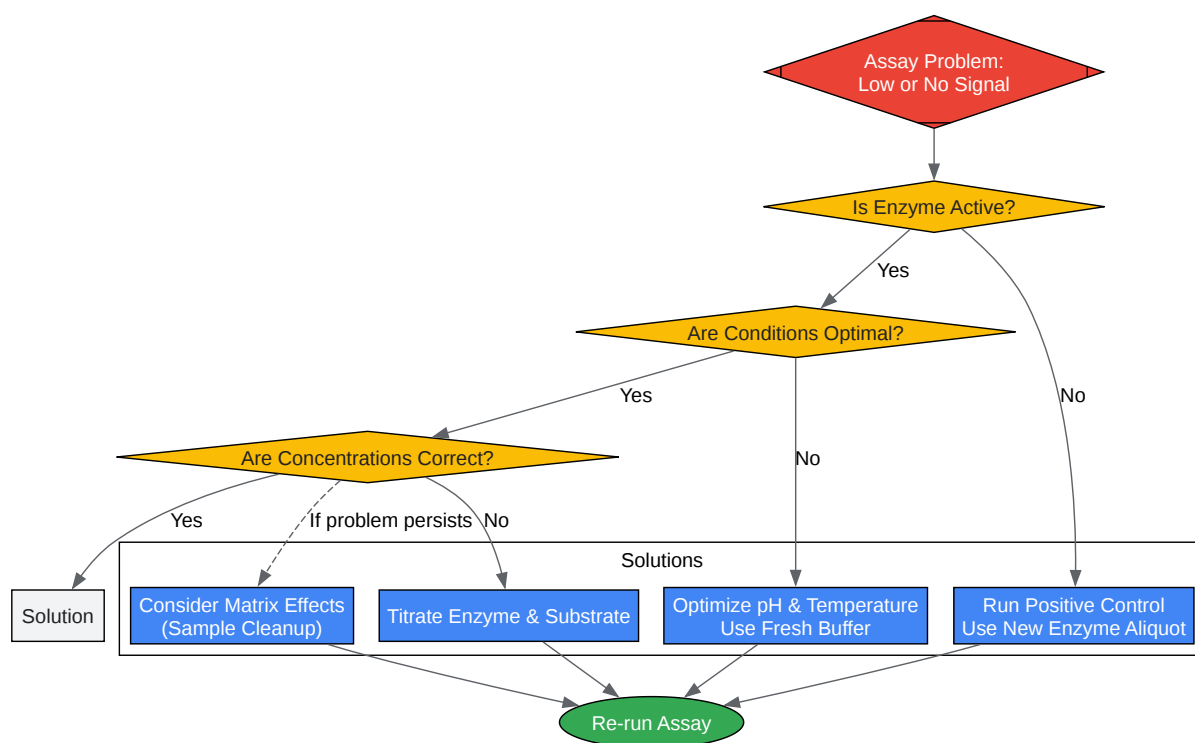 Assay Problem:
Low or No Signal
Is Enzyme Active?
Yes
Are Conditions Optimal?
Yes
No
Are Concentrations Correct?
No
Yes
If problem persists
No
Solutions
Solution
Consider Matrix Effects
(Sample Cleanup)
Titrate Enzyme & Substrate
Optimize pH & Temperature
Use Fresh Buffer
Run Positive Control
Use New Enzyme Aliquot
Re-run Assay